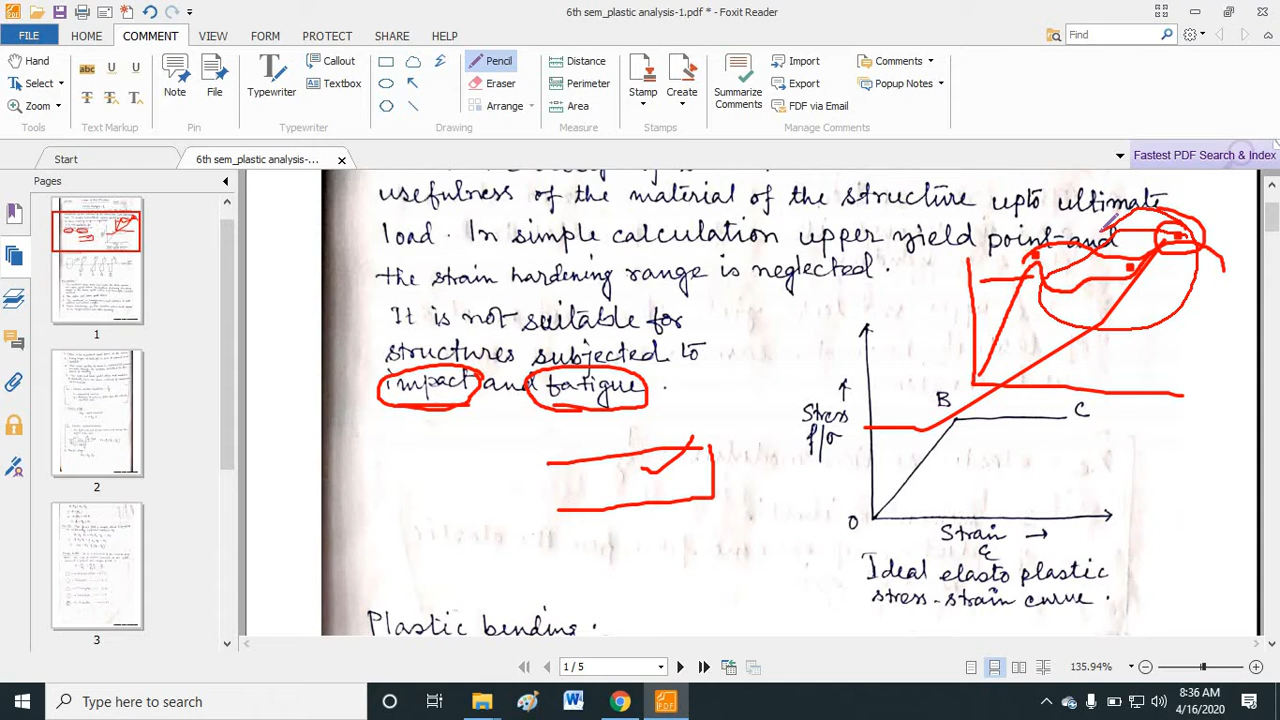 6th sem_plastic analysis-1.pdf * - Foxit Reader
FILE HOME COMMENT VIEW FORM PROTECT SHARE HELP
Find
Hand
Select
Zoom
Tools
abc U U
T T T
Text Markup
Note File
Pin
Typewriter
Callout
Textbox
Typewriter
Pencil
Eraser
Arrange
Drawing
Distance
Perimeter
Area
Measure
Stamp Create
Stamps
Summarize
Comments
Import
Export
FDF via Email
Comments
Popup Notes
Manage Comments
Start
6th sem_plastic analysis-...
Fastest PDF Search & Index
Pages
1
2
3
usefulness of the material of the structure upto ultimate
load. In simple calculation upper yield point and
the strain hardening range is neglected.
It is not suitable for
structures subjected to
impact and fatigue.
Stress
f/σ
B
C
O
Strain →
ε
Ideal elasto plastic
stress-strain curve.
Plastic bending.
1 / 5
135.94%
Type here to search
8:36 AM
4/16/2020